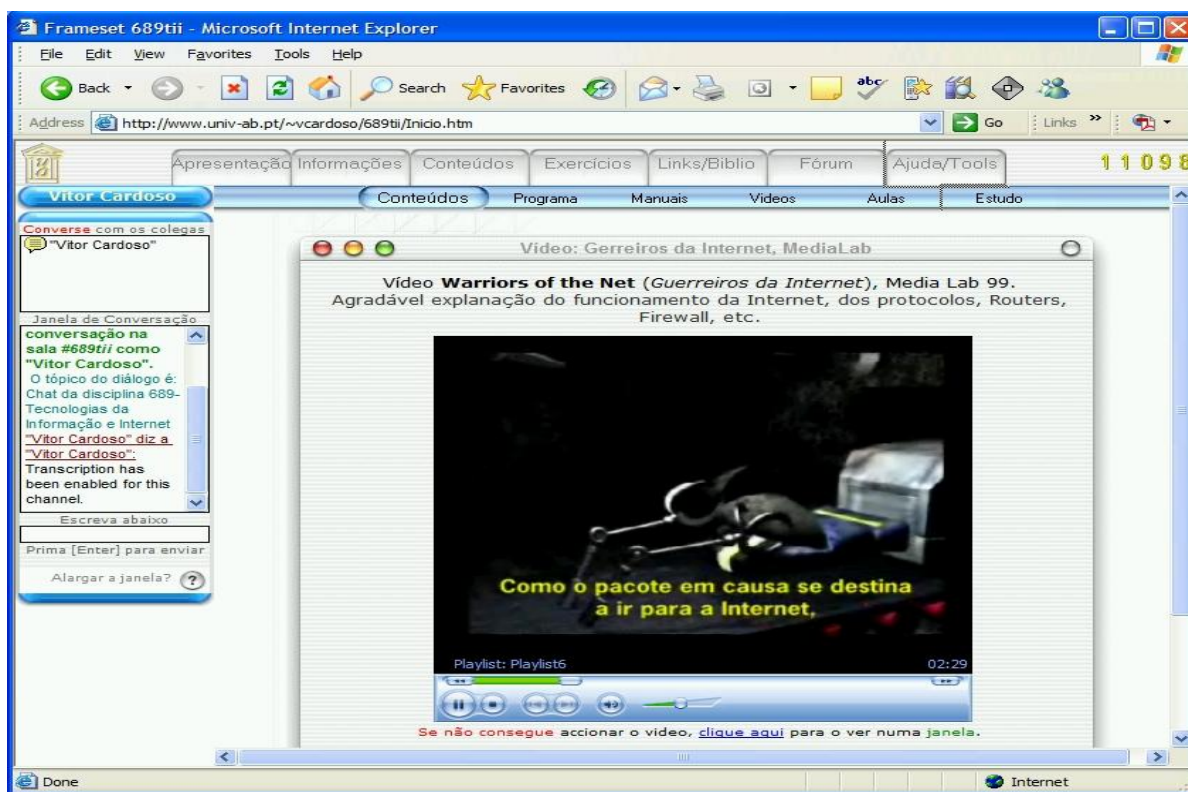 Frameset 689tii - Microsoft Internet Explorer
File Edit View Favorites Tools Help
Back Search Favorites
Address http://www.univ-ab.pt/~vcardoso/689tii/Inicio.htm Go Links »
Apresentação Informações Conteúdos Exercícios Links/Biblio Fórum Ajuda/Tools 11098
Vitor Cardoso
Conteúdos Programa Manuais Videos Aulas Estudo
Converse com os colegas
"Vitor Cardoso"
Janela de Conversação
conversação na
sala #689tii como
"Vitor Cardoso".
O tópico do diálogo é:
Chat da disciplina 689-
Tecnologias da
Informação e Internet
"Vitor Cardoso" diz a
"Vitor Cardoso":
Transcription has
been enabled for this
channel.
Escreva abaixo
Prima [Enter] para enviar
Alargar a janela? ?
Vídeo: Gerreiros da Internet, MediaLab
Vídeo Warriors of the Net (Guerreiros da Internet), Media Lab 99.
Agradável explanação do funcionamento da Internet, dos protocolos, Routers,
Firewall, etc.
Como o pacote em causa se destina
a ir para a Internet,
Playlist: Playlist6 02:29
Se não consegue accionar o video, clique aqui para o ver numa janela.
Done Internet